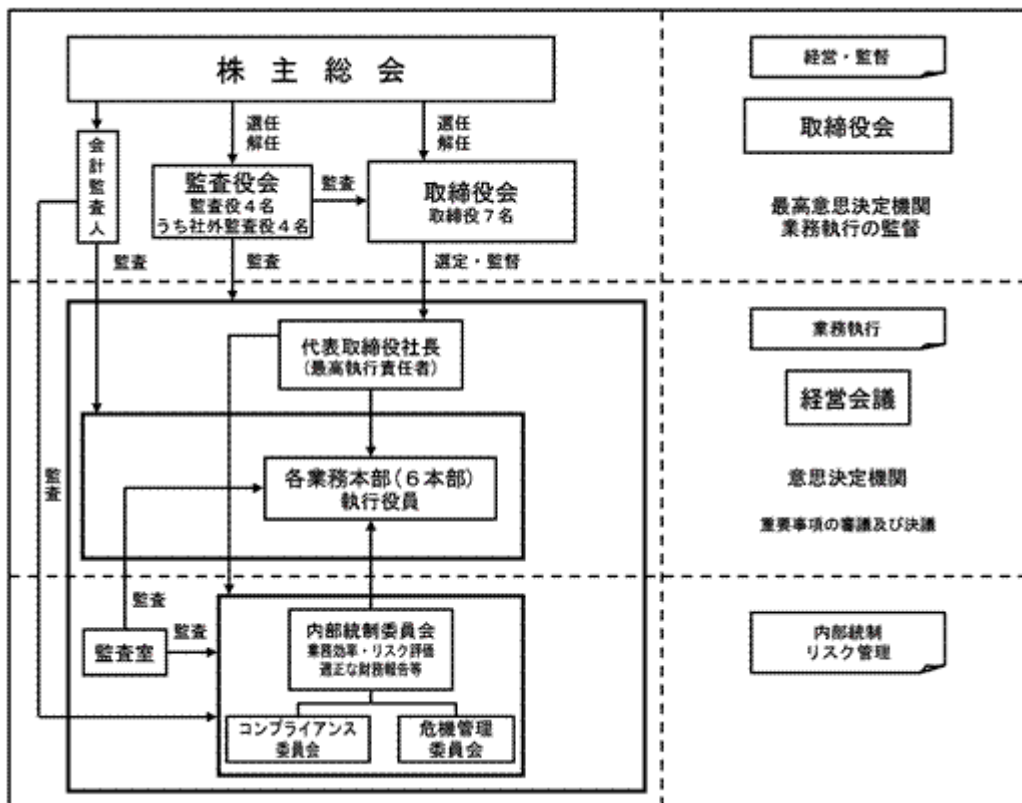 株主総会
選任
解任
選任
解任
会計監査人
監査役会
監査役4名
うち社外監査役4名
監査
取締役会
取締役7名
監査
監査
選定・監督
代表取締役社長
(最高執行責任者)
各業務本部(6本部)
執行役員
監査
監査
監査
監査室
内部統制委員会
業務効率・リスク評価
適正な財務報告等
コンプライアンス
委員会
危機管理
委員会
経営・監督
取締役会
最高意思決定機関
業務執行の監督
業務執行
経営会議
意思決定機関
重要事項の審議及び決議
内部統制
リスク管理